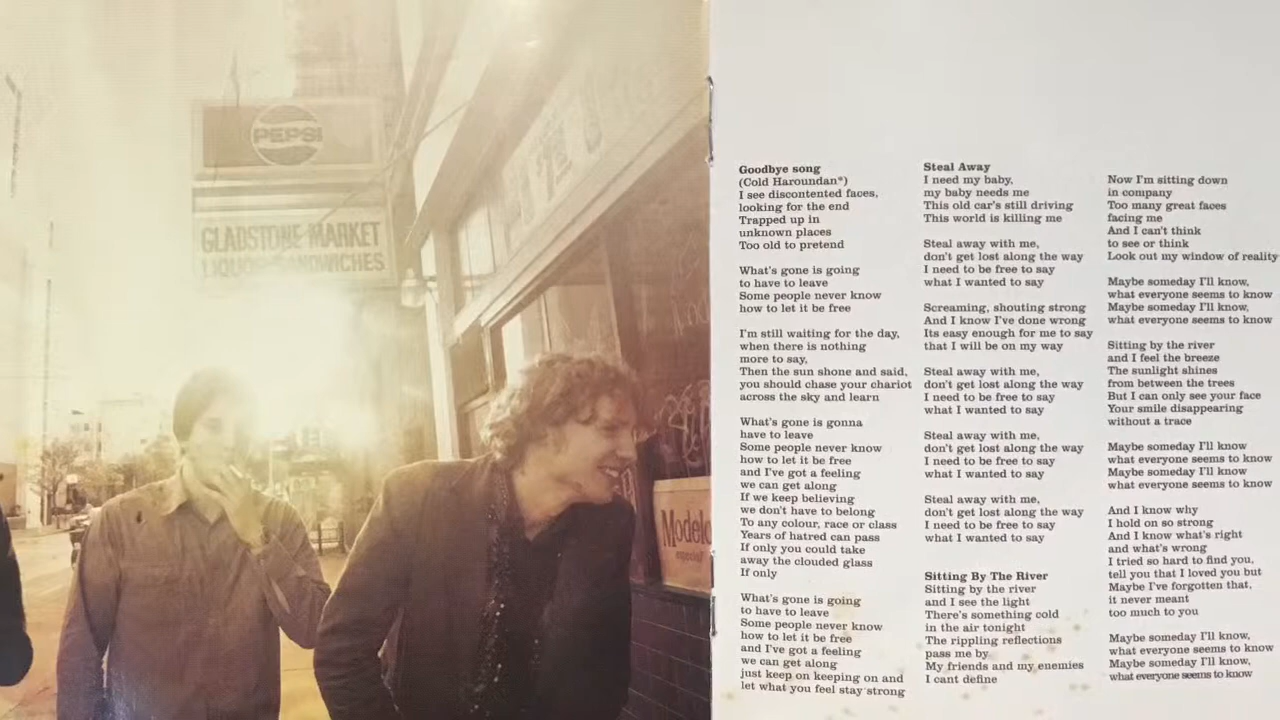 PEPSI
GLADSTONE MARKET
LIQUOR SANDWICHES
Modelo
especial
Goodbye song
(Cold Haroundan*)
I see discontented faces,
looking for the end
Trapped up in
unknown places
Too old to pretend
What's gone is going
to have to leave
Some people never know
how to let it be free
I'm still waiting for the day,
when there is nothing
more to say,
Then the sun shone and said,
you should chase your chariot
across the sky and learn
What's gone is gonna
have to leave
Some people never know
how to let it be free
and I've got a feeling
we can get along
If we keep believing
we don't have to belong
To any colour, race or class
Years of hatred can pass
If only you could take
away the clouded glass
If only
What's gone is going
to have to leave
Some people never know
how to let it be free
and I've got a feeling
we can get along
just keep on keeping on and
let what you feel stay strong
Steal Away
I need my baby,
my baby needs me
This old car's still driving
This world is killing me
Steal away with me,
don't get lost along the way
I need to be free to say
what I wanted to say
Screaming, shouting strong
And I know I've done wrong
Its easy enough for me to say
that I will be on my way
Steal away with me,
don't get lost along the way
I need to be free to say
what I wanted to say
Steal away with me,
don't get lost along the way
I need to be free to say
what I wanted to say
Steal away with me,
don't get lost along the way
I need to be free to say
what I wanted to say
Sitting By The River
Sitting by the river
and I see the light
There's something cold
in the air tonight
The rippling reflections
pass me by
My friends and my enemies
I cant define
Now I'm sitting down
in company
Too many great faces
facing me
And I can't think
to see or think
Look out my window of reality
Maybe someday I'll know,
what everyone seems to know
Maybe someday I'll know,
what everyone seems to know
Sitting by the river
and I feel the breeze
The sunlight shines
from between the trees
But I can only see your face
Your smile disappearing
without a trace
Maybe someday I'll know
what everyone seems to know
Maybe someday I'll know
what everyone seems to know
And I know why
I hold on so strong
And I know what's right
and what's wrong
I tried so hard to find you,
tell you that I loved you but
Maybe I've forgotten that,
it never meant
too much to you
Maybe someday I'll know,
what everyone seems to know
Maybe someday I'll know,
what everyone seems to know